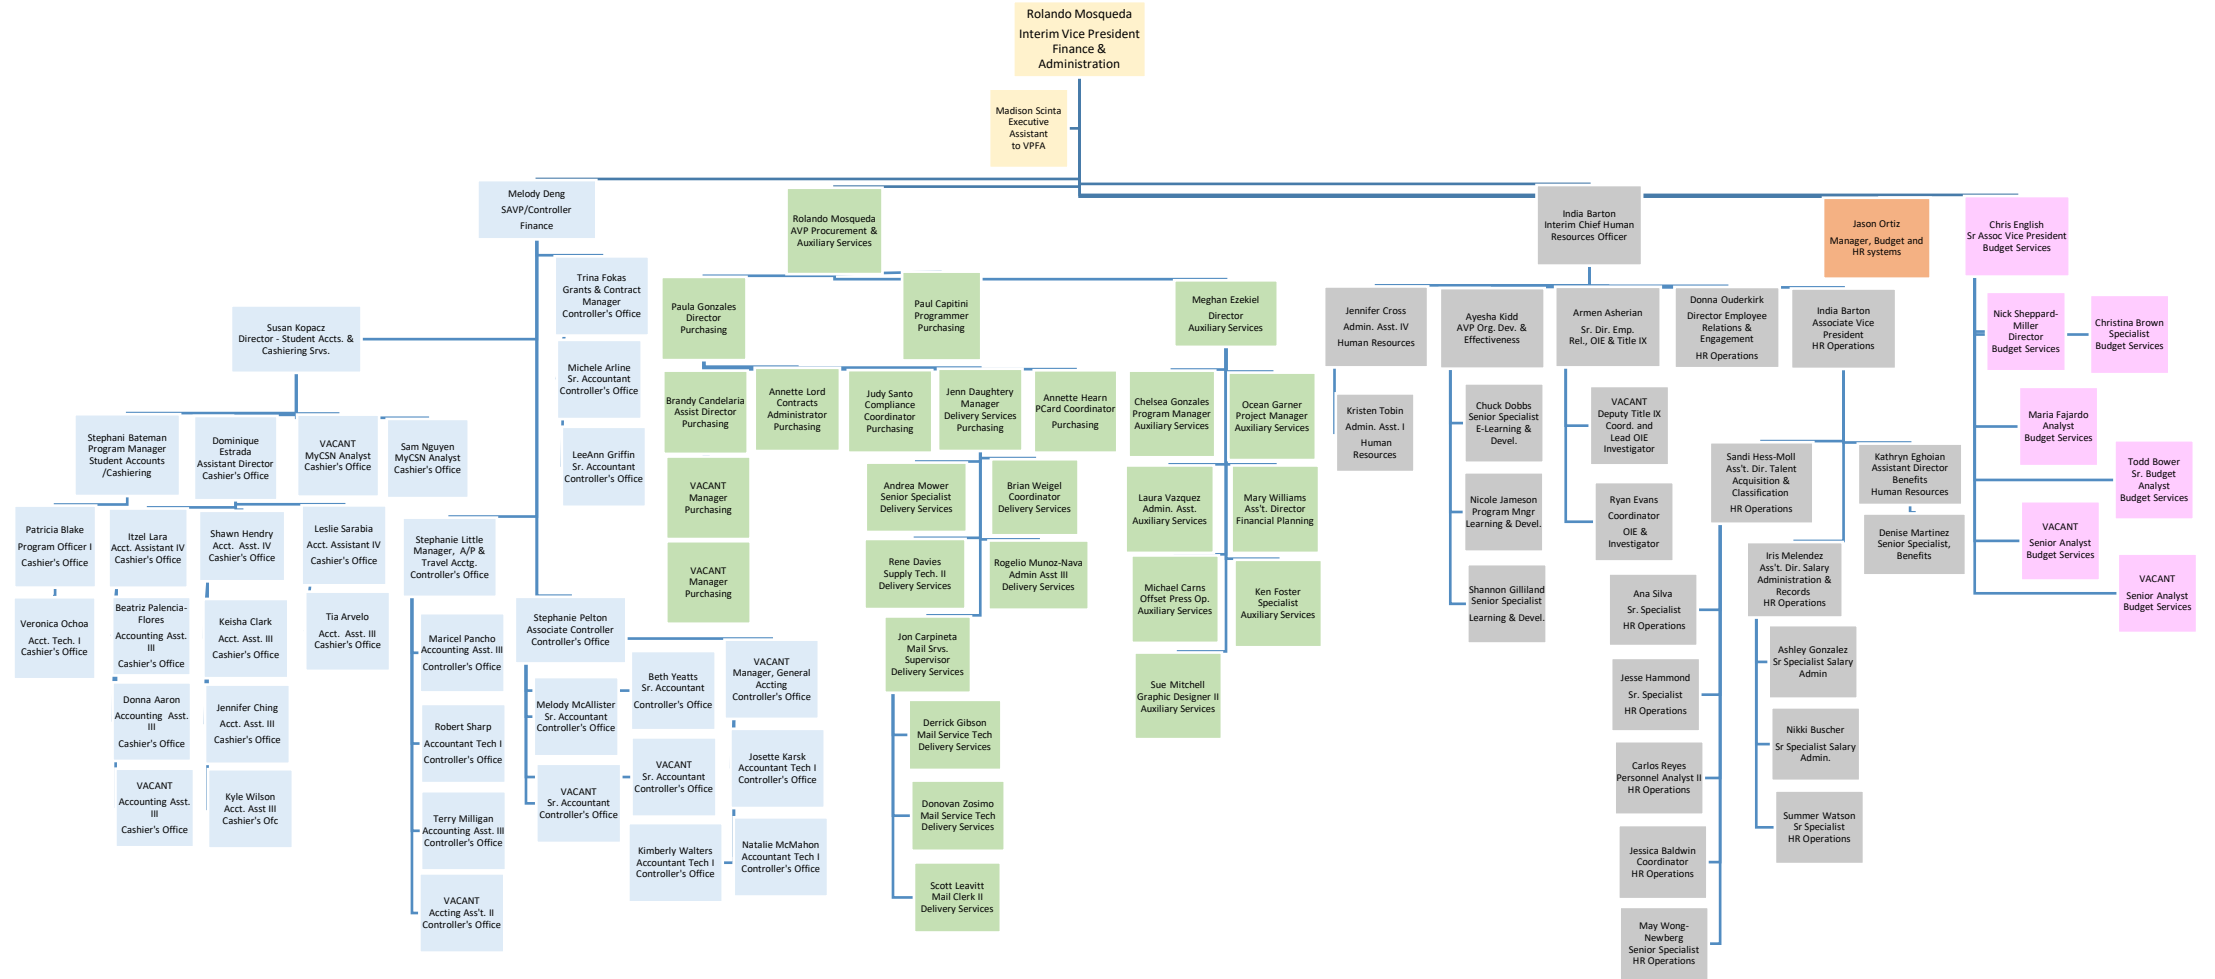 Rolando Mosqueda
Interim Vice President
Finance &
Administration
Madison Scinta
Executive
Assistant
to VPFA
Melody Deng
SAVP/Controller
Finance
Rolando Mosqueda
AVP Procurement &
Auxiliary Services
India Barton
Interim Chief Human
Resources Officer
Jason Ortiz
Manager, Budget and
HR systems
Chris English
Sr Assoc Vice President
Budget Services
Trina Fokas
Grants & Contract
Manager
Controller's Office
Michele Arline
Sr. Accountant
Controller's Office
LeeAnn Griffin
Sr. Accountant
Controller's Office
Susan Kopacz
Director - Student Accts. &
Cashiering Srvs.
Stephani Bateman
Program Manager
Student Accounts
/Cashiering
Dominique
Estrada
Assistant Director
Cashier's Office
VACANT
MyCSN Analyst
Cashier's Office
Sam Nguyen
MyCSN Analyst
Cashier's Office
Patricia Blake
Program Officer I
Cashier's Office
Veronica Ochoa
Acct. Tech. I
Cashier's Office
Itzel Lara
Acct. Assistant IV
Cashier's Office
Beatriz Palencia-
Flores
Accounting Asst.
III
Cashier's Office
Donna Aaron
Accounting Asst.
III
Cashier's Office
VACANT
Accounting Asst.
III
Cashier's Office
Shawn Hendry
Acct. Asst. IV
Cashier's Office
Keisha Clark
Acct. Asst. III
Cashier's Office
Jennifer Ching
Acct. Asst. III
Cashier's Office
Kyle Wilson
Acct. Asst III
Cashier's Ofc
Leslie Sarabia
Acct. Assistant IV
Cashier's Office
Tia Arvelo
Acct. Asst. III
Cashier's Office
Stephanie Little
Manager, A/P &
Travel Acctg.
Controller's Office
Maricel Pancho
Accounting Asst. III
Controller's Office
Robert Sharp
Accountant Tech I
Controller's Office
Terry Milligan
Accounting Asst. III
Controller's Office
VACANT
Accting Ass't. II
Controller's Office
Stephanie Pelton
Associate Controller
Controller's Office
Melody McAllister
Sr. Accountant
Controller's Office
Beth Yeatts
Sr. Accountant
Controller's Office
VACANT
Sr. Accountant
Controller's Office
VACANT
Sr. Accountant
Controller's Office
VACANT
Manager, General
Accting
Controller's Office
Josette Karsk
Accountant Tech I
Controller's Office
Kimberly Walters
Accountant Tech I
Controller's Office
Natalie McMahon
Accountant Tech I
Controller's Office
Paula Gonzales
Director
Purchasing
Paul Capitini
Programmer
Purchasing
Meghan Ezekiel
Director
Auxiliary Services
Brandy Candelaria
Assist Director
Purchasing
VACANT
Manager
Purchasing
VACANT
Manager
Purchasing
Annette Lord
Contracts
Administrator
Purchasing
Judy Santo
Compliance
Coordinator
Purchasing
Jenn Daughtery
Manager
Delivery Services
Purchasing
Annette Hearn
PCard Coordinator
Purchasing
Andrea Mower
Senior Specialist
Delivery Services
Brian Weigel
Coordinator
Delivery Services
Rene Davies
Supply Tech. II
Delivery Services
Rogelio Munoz-Nava
Admin Asst III
Delivery Services
Jon Carpineta
Mail Srvs.
Supervisor
Delivery Services
Derrick Gibson
Mail Service Tech
Delivery Services
Donovan Zosimo
Mail Service Tech
Delivery Services
Scott Leavitt
Mail Clerk II
Delivery Services
Chelsea Gonzales
Program Manager
Auxiliary Services
Ocean Garner
Project Manager
Auxiliary Services
Laura Vazquez
Admin. Asst.
Auxiliary Services
Mary Williams
Ass't. Director
Financial Planning
Michael Carns
Offset Press Op.
Auxiliary Services
Ken Foster
Specialist
Auxiliary Services
Sue Mitchell
Graphic Designer II
Auxiliary Services
Jennifer Cross
Admin. Asst. IV
Human Resources
Kristen Tobin
Admin. Asst. I
Human
Resources
Ayesha Kidd
AVP Org. Dev. &
Effectiveness
Chuck Dobbs
Senior Specialist
E-Learning &
Devel.
Nicole Jameson
Program Mngr
Learning & Devel.
Shannon Gilliland
Senior Specialist
Learning & Devel.
Armen Asherian
Sr. Dir. Emp.
Rel., OIE & Title IX
VACANT
Deputy Title IX
Coord. and
Lead OIE
Investigator
Ryan Evans
Coordinator
OIE &
Investigator
Donna Ouderkirk
Director Employee
Relations &
Engagement
HR Operations
India Barton
Associate Vice
President
HR Operations
Sandi Hess-Moll
Ass't. Dir. Talent
Acquisition &
Classification
HR Operations
Kathryn Eghoian
Assistant Director
Benefits
Human Resources
Denise Martinez
Senior Specialist,
Benefits
Iris Melendez
Ass't. Dir. Salary
Administration &
Records
HR Operations
Ana Silva
Sr. Specialist
HR Operations
Jesse Hammond
Sr. Specialist
HR Operations
Carlos Reyes
Personnel Analyst II
HR Operations
Jessica Baldwin
Coordinator
HR Operations
May Wong-
Newberg
Senior Specialist
HR Operations
Ashley Gonzalez
Sr Specialist Salary
Admin
Nikki Buscher
Sr Specialist Salary
Admin.
Summer Watson
Sr Specialist
HR Operations
Nick Sheppard-
Miller
Director
Budget Services
Christina Brown
Specialist
Budget Services
Maria Fajardo
Analyst
Budget Services
Todd Bower
Sr. Budget
Analyst
Budget Services
VACANT
Senior Analyst
Budget Services
VACANT
Senior Analyst
Budget Services